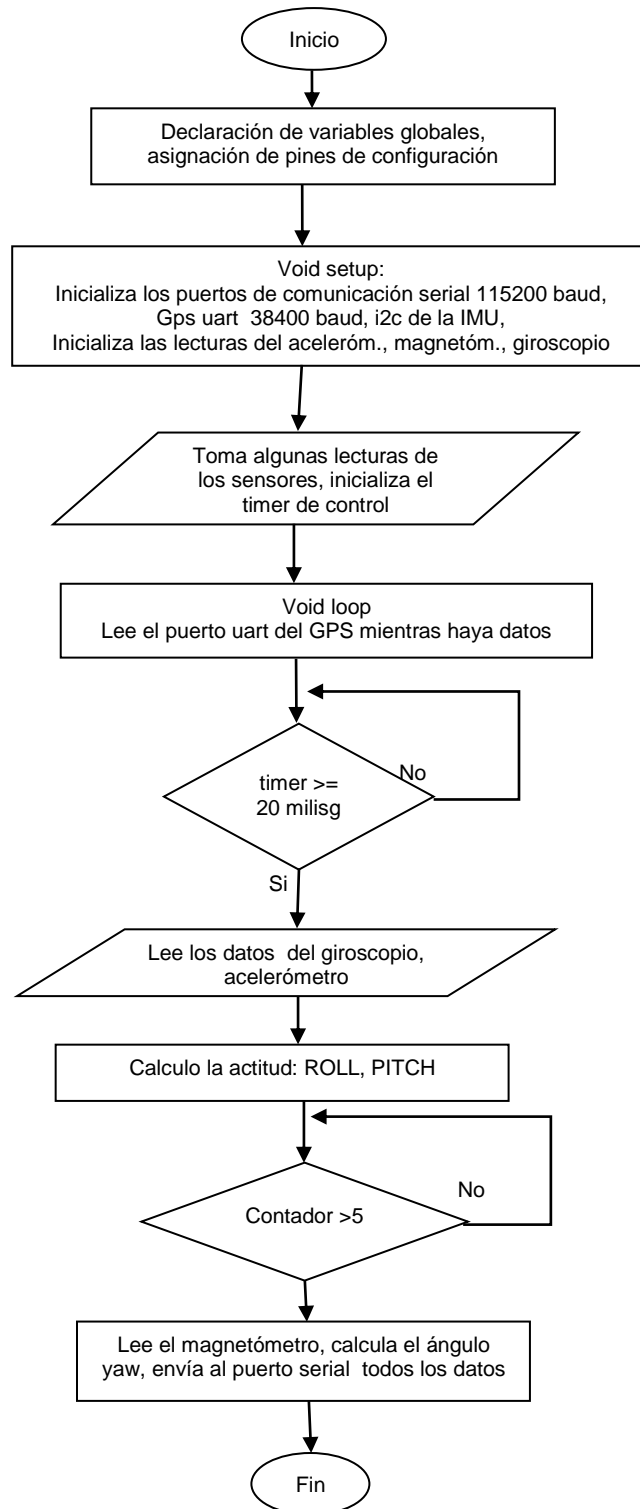 Inicio
Declaración de variables globales,
asignación de pines de configuración
Void setup:
Inicializa los puertos de comunicación serial 115200 baud,
Gps uart 38400 baud, i2c de la IMU,
Inicializa las lecturas del aceleróm., magnetóm., giroscopio
Toma algunas lecturas de
los sensores, inicializa el
timer de control
Void loop
Lee el puerto uart del GPS mientras haya datos
timer >=
20 milisg
No
Si
Lee los datos del giroscopio,
acelerómetro
Calculo la actitud: ROLL, PITCH
Contador >5
No
Lee el magnetómetro, calcula el ángulo
yaw, envía al puerto serial todos los datos
Fin